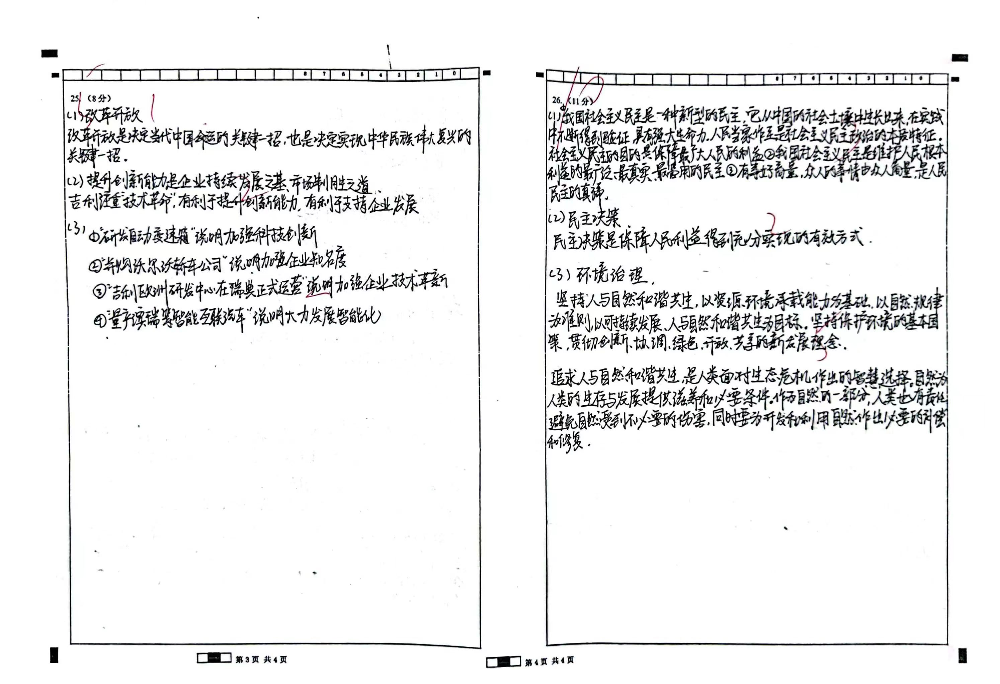 8 7 6 5 4 3 2 1 0
25.（8分）
(1)改革开放
改革开放是决定当代中国命运的关键一招，也是决定实现中华民族伟大复兴的
关键一招。
(2)提升创新能力是企业持续发展之基、市场制胜之道.
吉利注重"技术革命"，有利于提升创新能力，有利于支持企业发展
(3)①"研发自动变速箱"说明加强科技创新
②"并购沃尔沃轿车公司"说明加强企业知名度
③"吉利欧洲研发中心在瑞典正式运营"说明加强企业技术革新
④"量产 等智能互联汽车"说明大力发展智能化
第3页 共4页
8 7 6 5 4 3 2 1 0
26.（11分）
(1)①我国社会主义民主是一种新型的民主，它从中国的社会土壤中生长出来，在实践
中不断得到验证，具有强大生命力.人民当家作主是社会主义民主政治的本质特征。
社会主义民主的目的是保障最广大人民的利益②我国社会主义民主是维护人民根本
利益的最广泛、最真实、最管用的民主③有事好商量，众人的事情由众人商量，是人民
民主的真谛。
(2)民主决策.
民主决策是保障人民利益得到充分实现的有效方式.
(3)环境治理.
坚持人与自然和谐共生，以资源环境承载能力为基础，以自然规律
为准则，以可持续发展、人与自然和谐共生为目标。坚持保护环境的基本国
策，贯彻创新、协调、绿色、开放、共享的新发展理念.
追求人与自然和谐共生，是人类面对生态危机作出的智慧选择。自然为
人类的生存与发展提供滋养和必要条件。作为自然的一部分，人类也有责任
避免自然受到不必要的伤害，同时要为开发和利用自然作出必要的补偿
和修复.
第4页 共4页